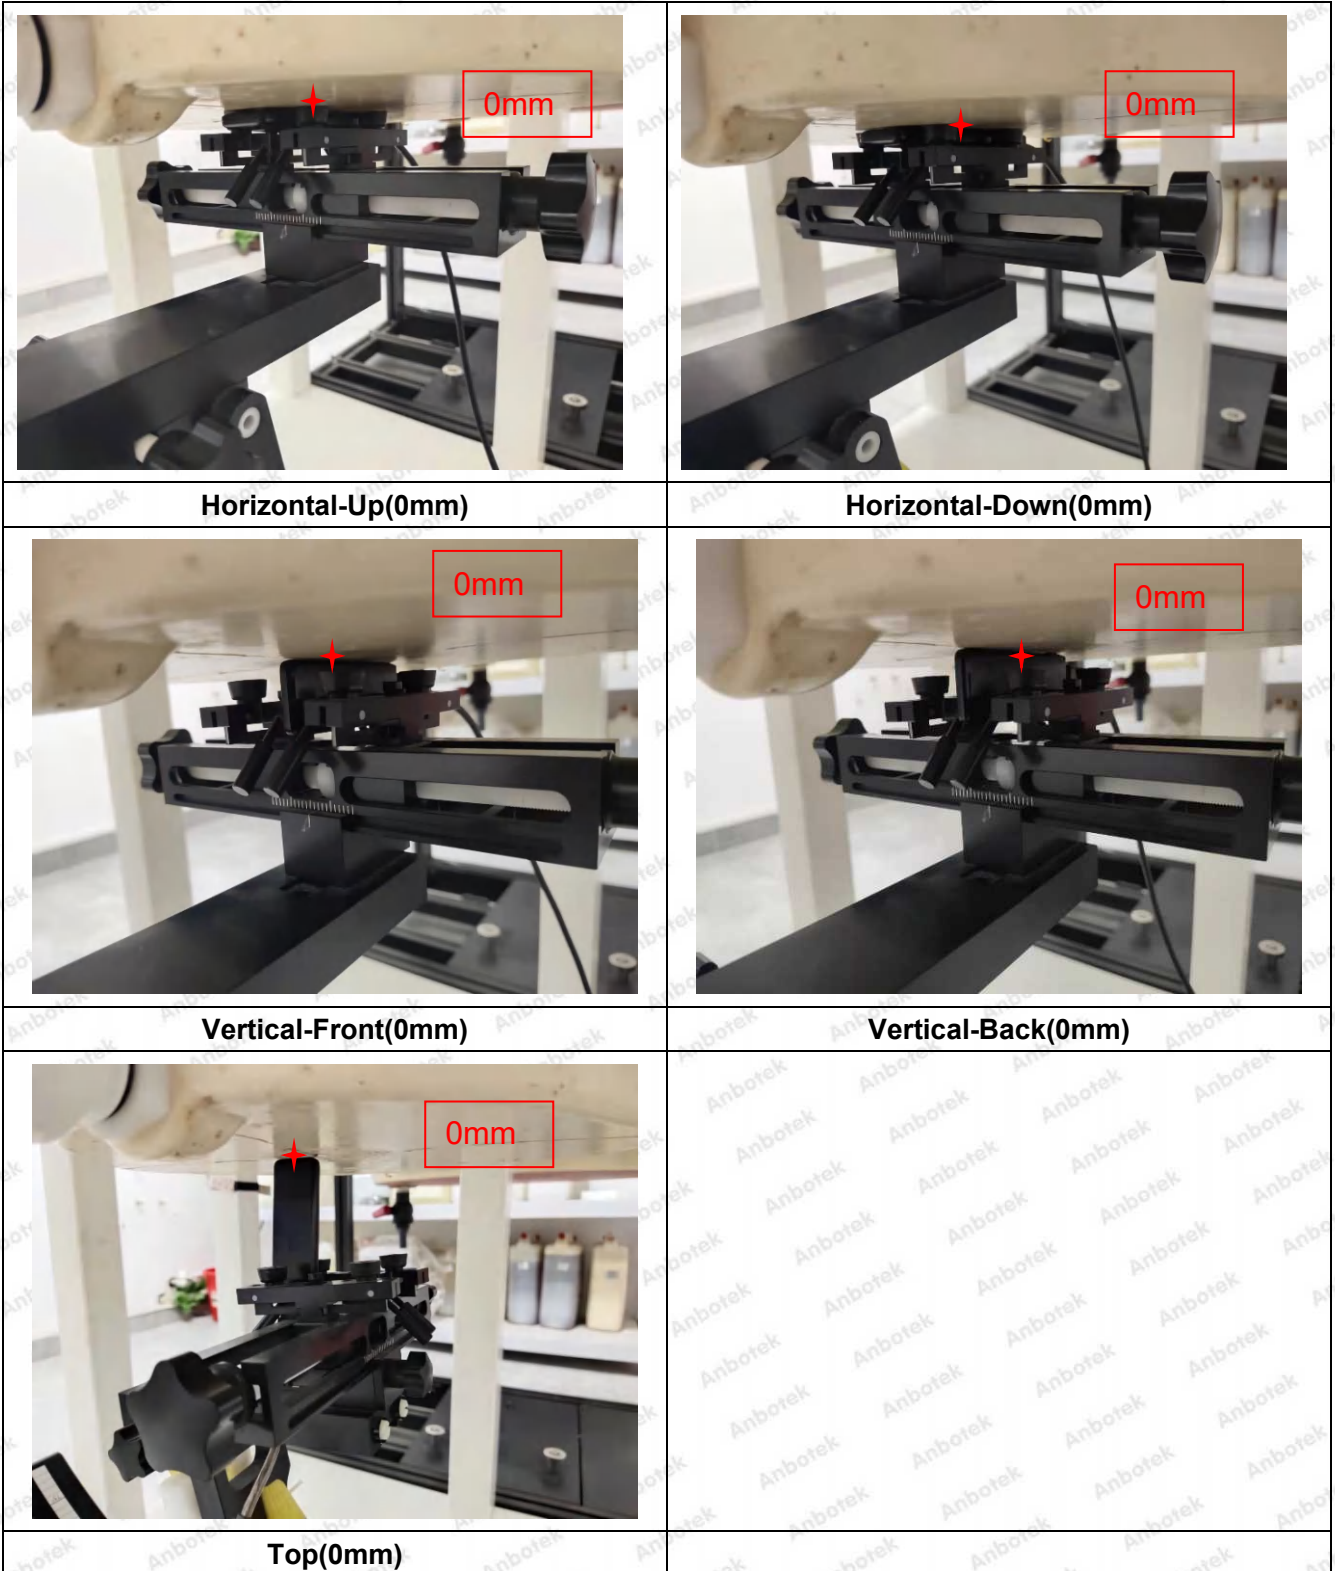 0mm
0mm
Horizontal-Up(0mm)
Horizontal-Down(0mm)
0mm
0mm
Vertical-Front(0mm)
Vertical-Back(0mm)
0mm
Top(0mm)
Anbotek